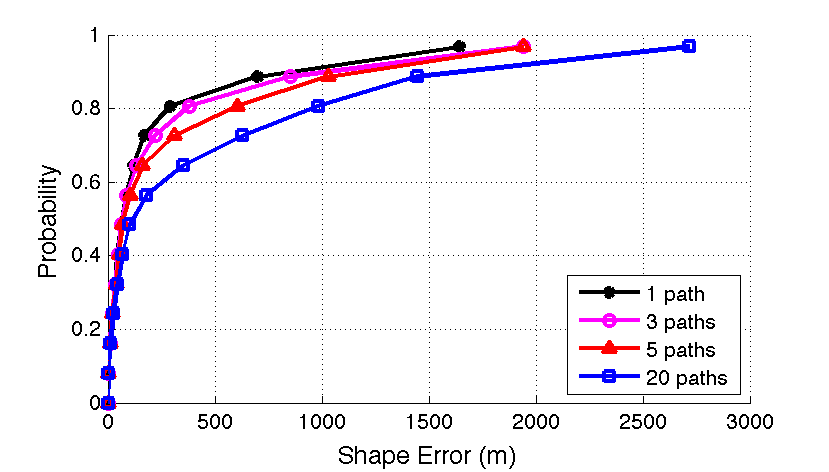 1
0.8
0.6
0.4
0.2
0
Probability
1 path
3 paths
5 paths
20 paths
0 500 1000 1500 2000 2500 3000
Shape Error (m)